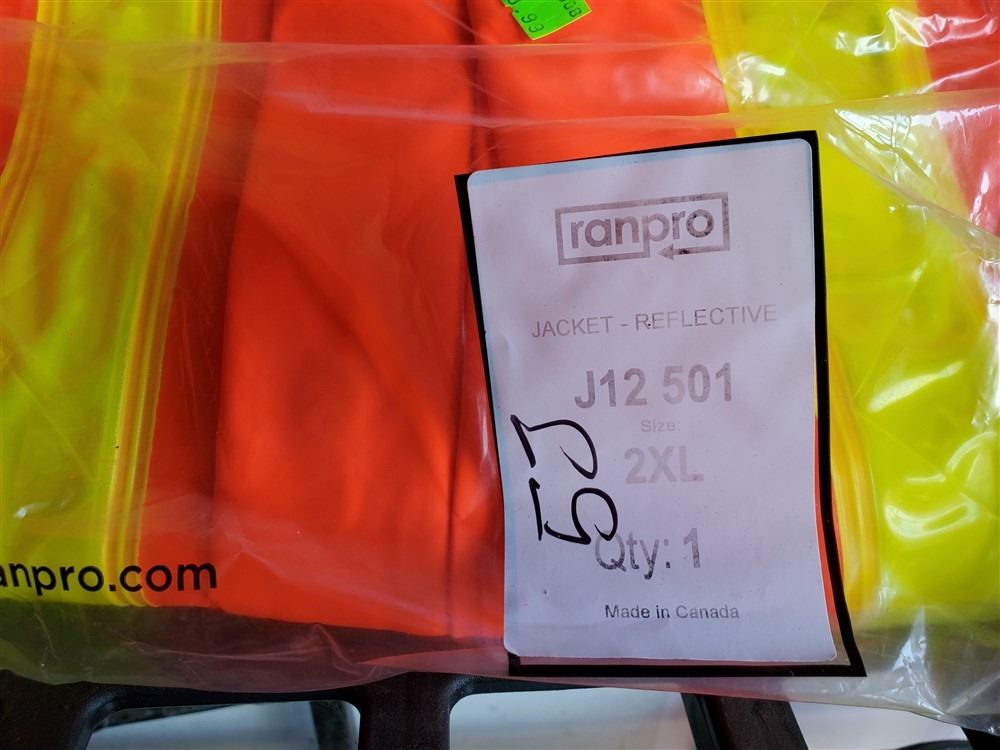 ranpro
JACKET - REFLECTIVE
J12 501
Size:
2XL
Qty: 1
Made in Canada
anpro.com